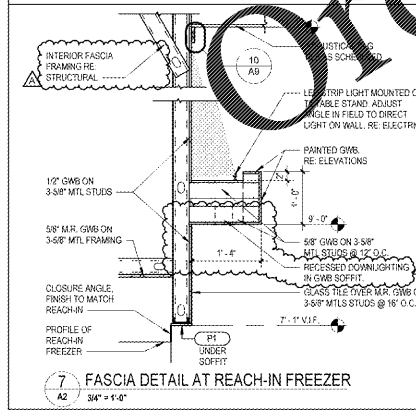 INTERIOR FASCIA
FRAMING RE:
STRUCTURAL
A
10
A9
LED STRIP LIGHT MOUNTED
TABLE STAND. ADJUST
ANGLE IN FIELD TO DIRECT
LIGHT ON WALL. RE: ELECTRI
PAINTED GWB.
RE: ELEVATIONS
2"
1'-0"
9'-0"
1/2" GWB ON
3-5/8" MTL STUDS
5/8" M.R. GWB ON
3-5/8" MTL FRAMING
1'-4"
5/8" GWB ON 3-5/8"
MTL STUDS @ 12" O.C.
RECESSED DOWNLIGHTING
IN GWB SOFFIT.
GLASS TILE OVER M.R. GWB
3-5/8" MTLS STUDS @ 16" O.C.
CLOSURE ANGLE,
FINISH TO MATCH
REACH-IN
7'-1" V.I.F.
PROFILE OF
REACH-IN
FREEZER
P1
UNDER
SOFFIT
7
A2
FASCIA DETAIL AT REACH-IN FREEZER
3/4" = 1'-0"